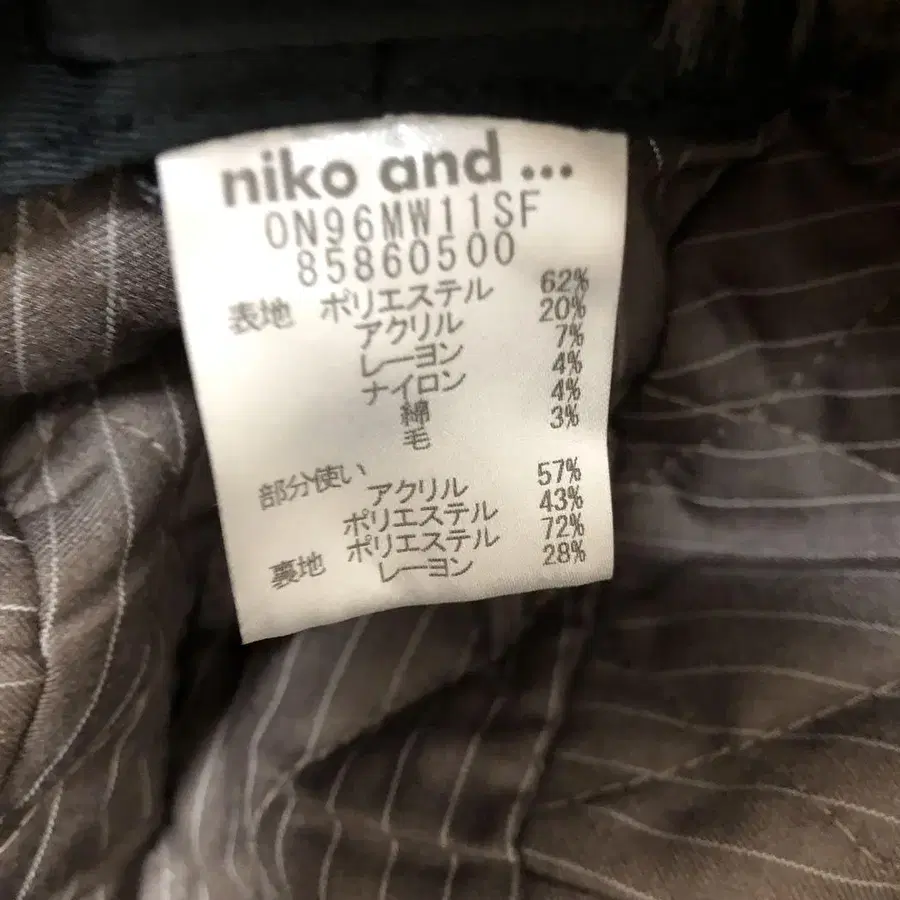 niko and ...
0N96MW11SF
85860500
表地 ポリエステル 62%
アクリル 20%
レーヨン 7%
ナイロン 4%
綿 4%
毛 3%
部分使い アクリル 57%
ポリエステル 43%
裏地 ポリエステル 72%
レーヨン 28%